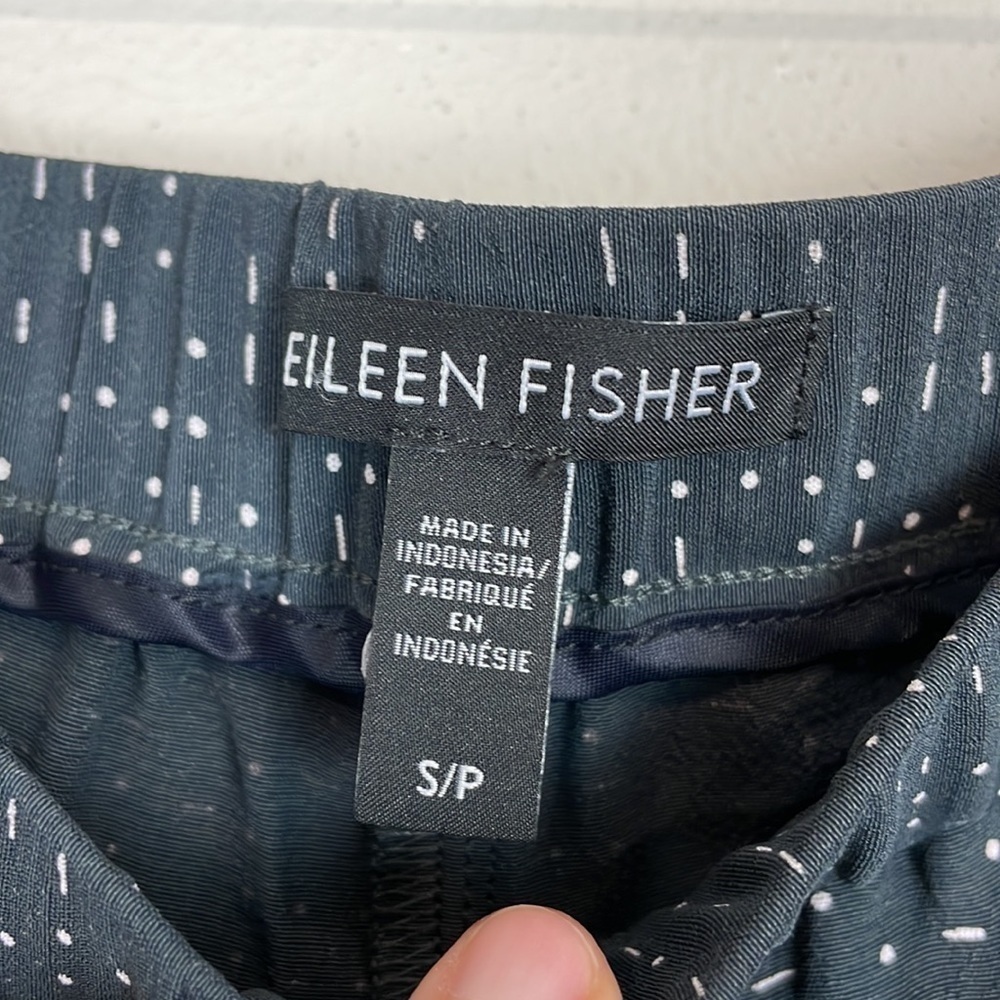 EILEEN FISHER
MADE IN
INDONESIA/
FABRIQUÉ
EN
INDONÉSIE
S/P